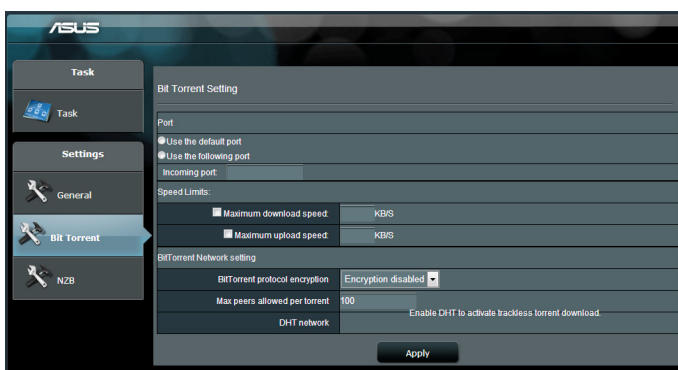 ASUS
Task
Task
Settings
General
Bit Torrent
NZB
Bit Torrent Setting
Port
Use the default port
Use the following port
Incoming port:
Speed Limits:
Maximum download speed: KB/S
Maximum upload speed: KB/S
BitTorrent Network setting
BitTorrent protocol encryption Encryption disabled
Max peers allowed per torrent 100
DHT network Enable DHT to activate trackless torrent download.
Apply